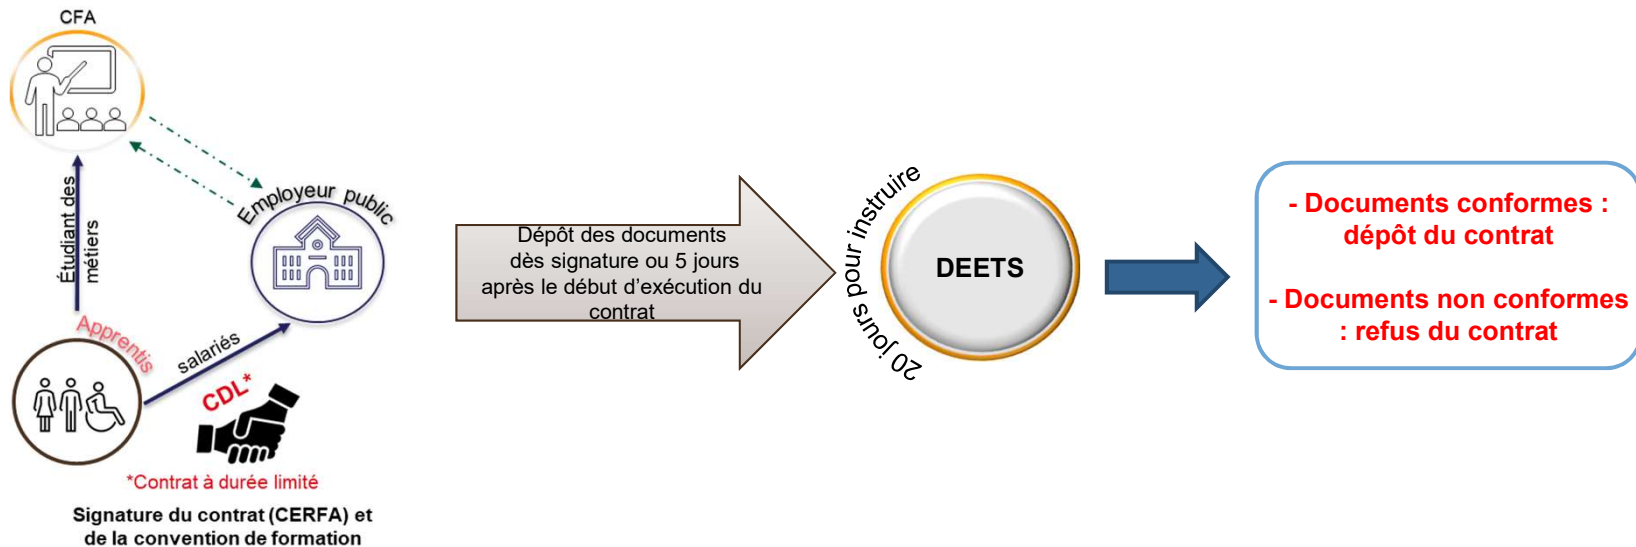 CFA
Étudiant des
métiers
Employeur public
Apprentis
salariés
CDL*
*Contrat à durée limité
Signature du contrat (CERFA) et
de la convention de formation
Dépôt des documents
dès signature ou 5 jours
après le début d’exécution du
contrat
20 jours pour instruire
DEETS
- Documents conformes :
dépôt du contrat
- Documents non conformes
: refus du contrat